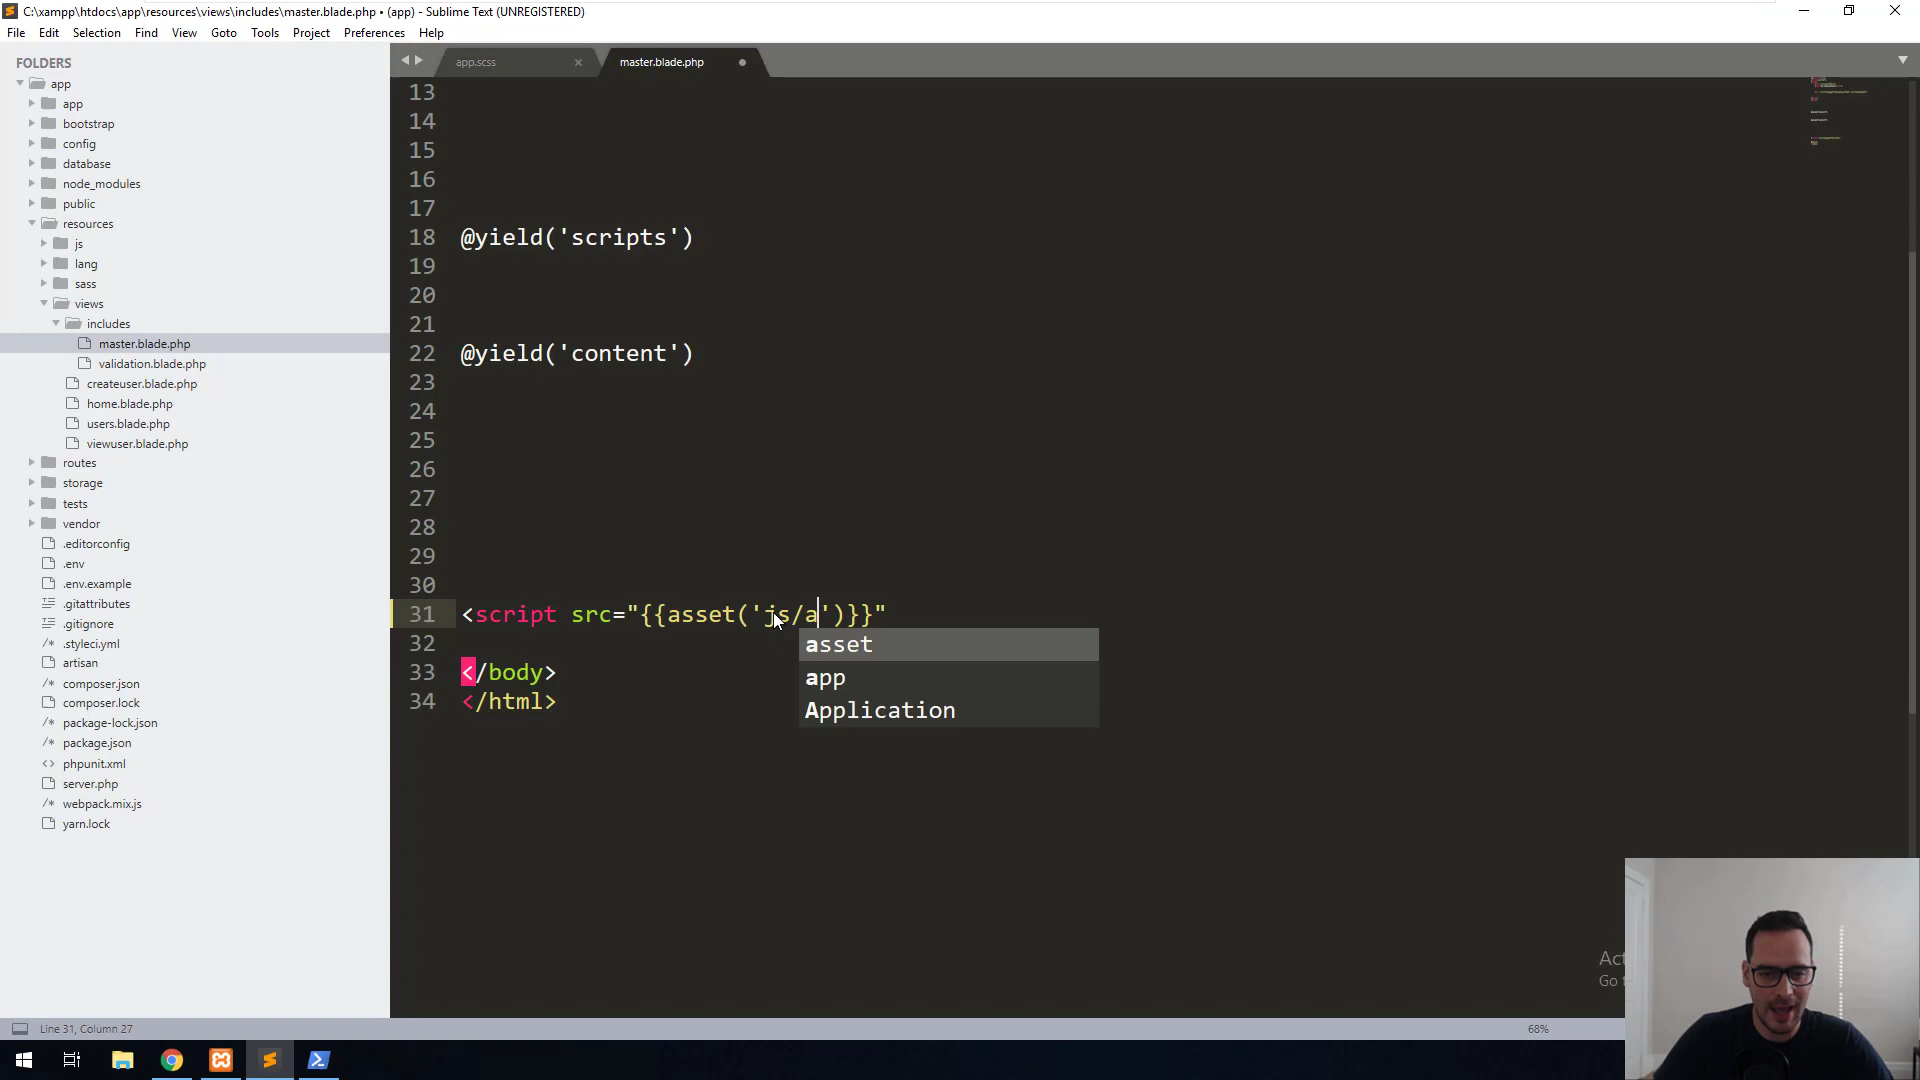 C:\xampp\htdocs\app\resources\views\includes\master.blade.php • (app) - Sublime Text (UNREGISTERED)
File Edit Selection Find View Goto Tools Project Preferences Help
FOLDERS
app
app
bootstrap
config
database
node_modules
public
resources
js
lang
sass
views
includes
master.blade.php
validation.blade.php
createuser.blade.php
home.blade.php
users.blade.php
viewuser.blade.php
routes
storage
tests
vendor
.editorconfig
.env
.env.example
.gitattributes
.gitignore
.styleci.yml
artisan
composer.json
composer.lock
package-lock.json
package.json
phpunit.xml
server.php
webpack.mix.js
yarn.lock
app.scss
master.blade.php
13
14
15
16
17
18 @yield('scripts')
19
20
21
22 @yield('content')
23
24
25
26
27
28
29
30
31 <script src="{{asset('js/a')}}"
asset
app
Application
32
33 </body>
34 </html>
Line 31, Column 27
68%